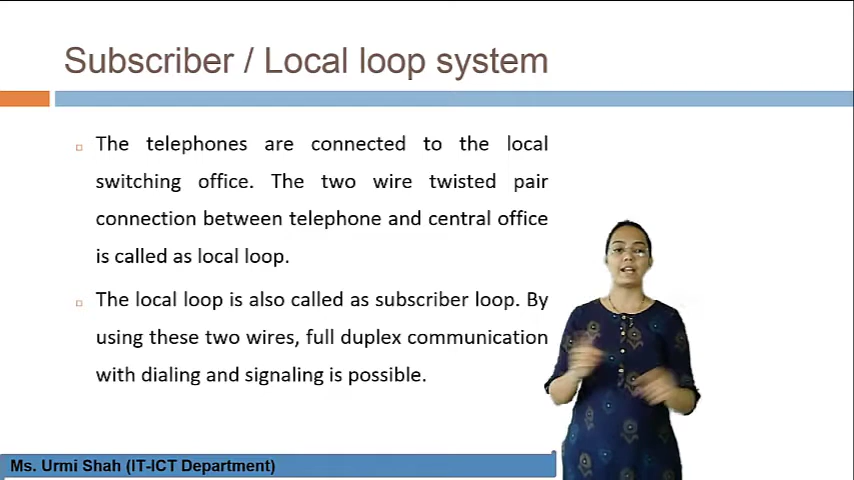 Subscriber / Local loop system
The telephones are connected to the local
switching office. The two wire twisted pair
connection between telephone and central office
is called as local loop.
The local loop is also called as subscriber loop. By
using these two wires, full duplex communication
with dialing and signaling is possible.
Ms. Urmi Shah (IT-ICT Department)